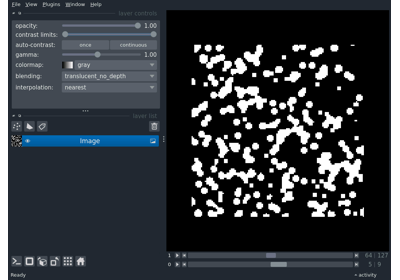 File View Plugins Window Help
layer controls
opacity: 1.00
contrast limits:
auto-contrast: once continuous
gamma: 1.00
colormap: gray
blending: translucent_no_depth
interpolation: nearest
layer list
Image
1 64 127
0 5 9
Ready activity